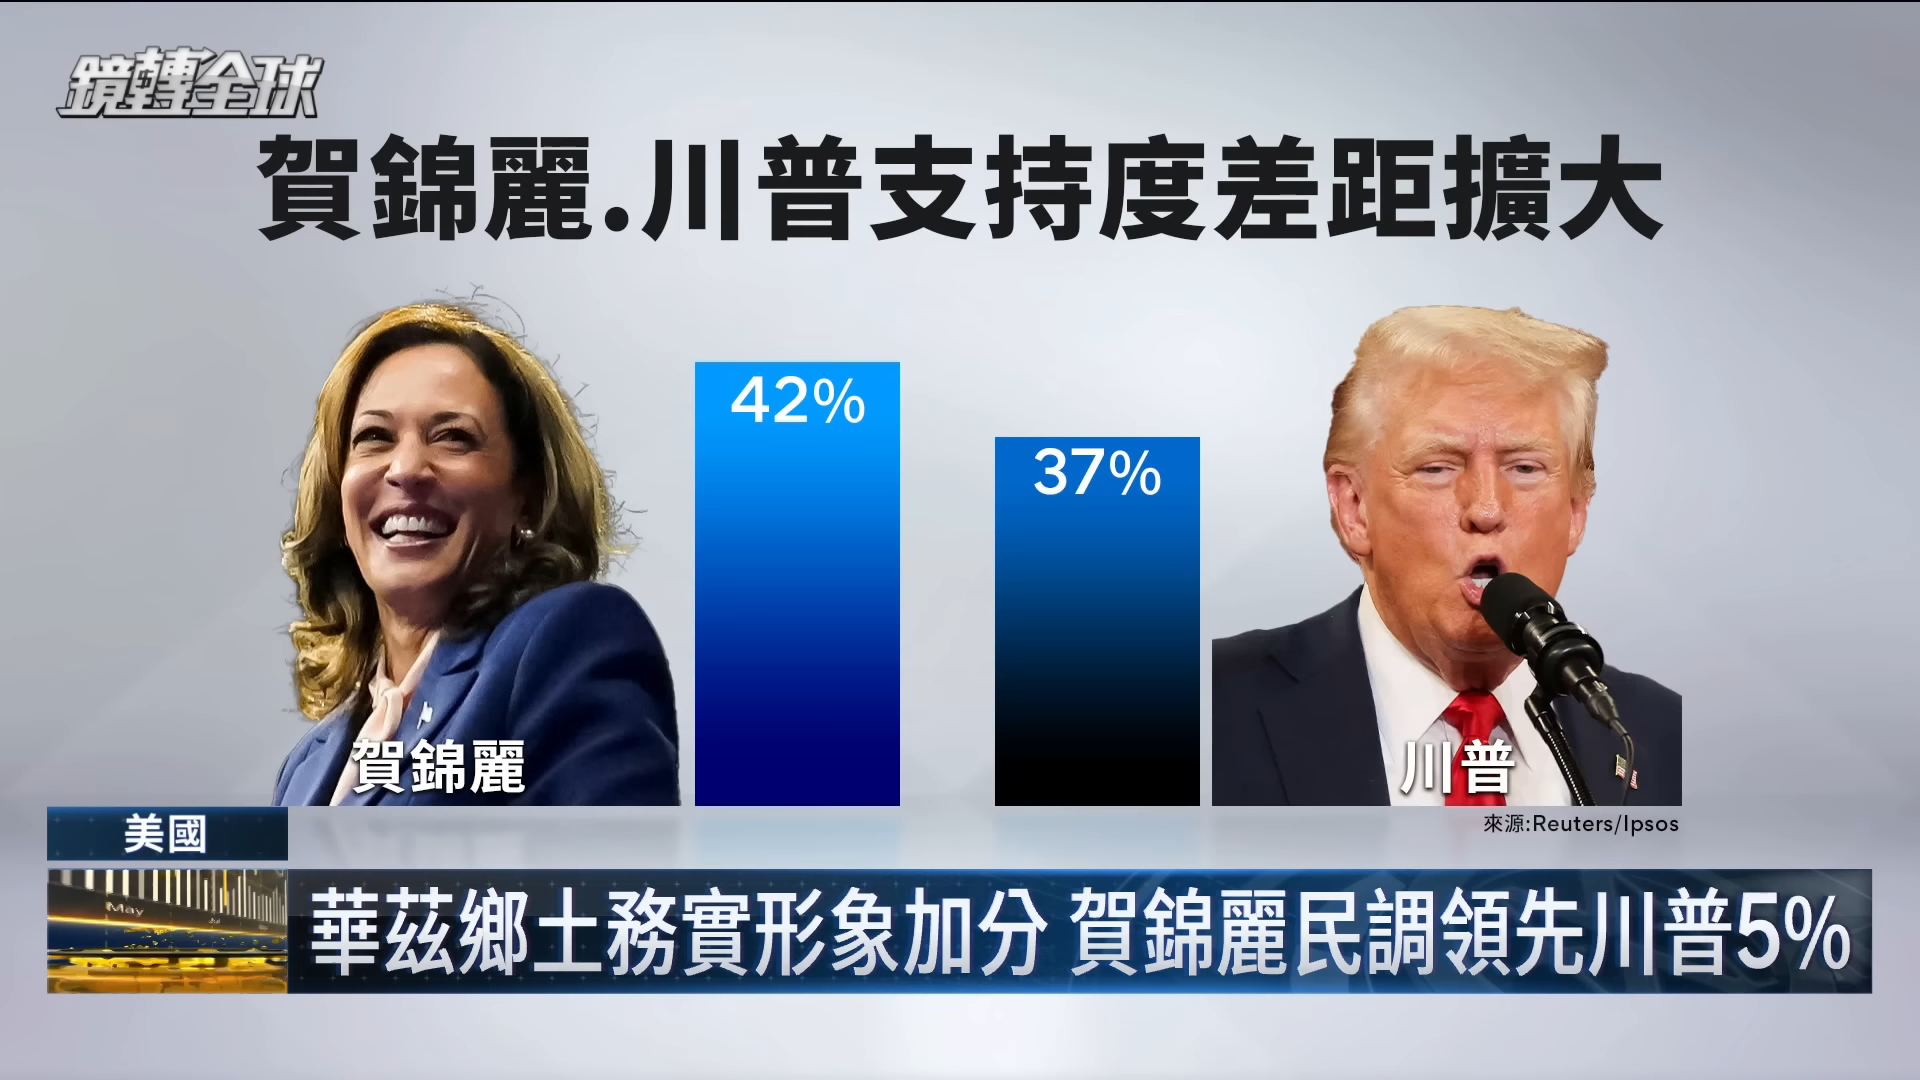 鏡轉全球
賀錦麗.川普支持度差距擴大
42%
37%
賀錦麗
川普
來源:Reuters/Ipsos
美國
May
Jul
華茲鄉土務實形象加分 賀錦麗民調領先川普5%